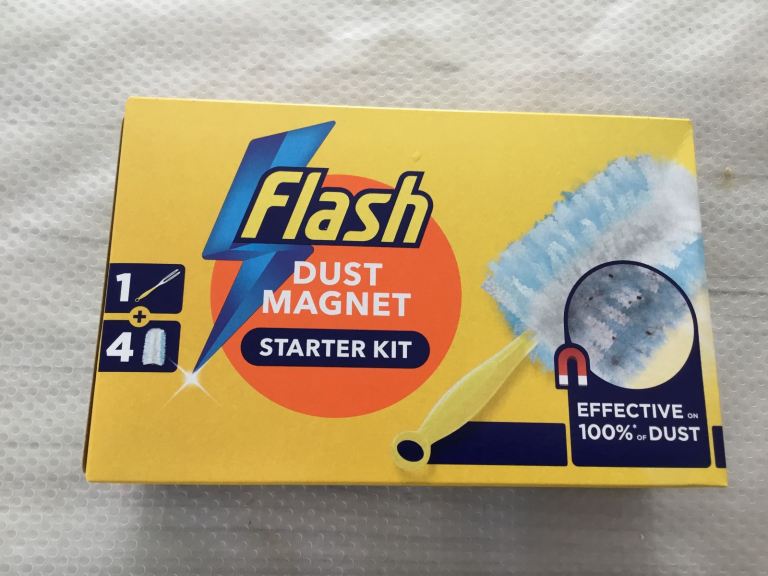 Flash
DUST
MAGNET
STARTER KIT
1
+
4
EFFECTIVE ON
100%* OF DUST